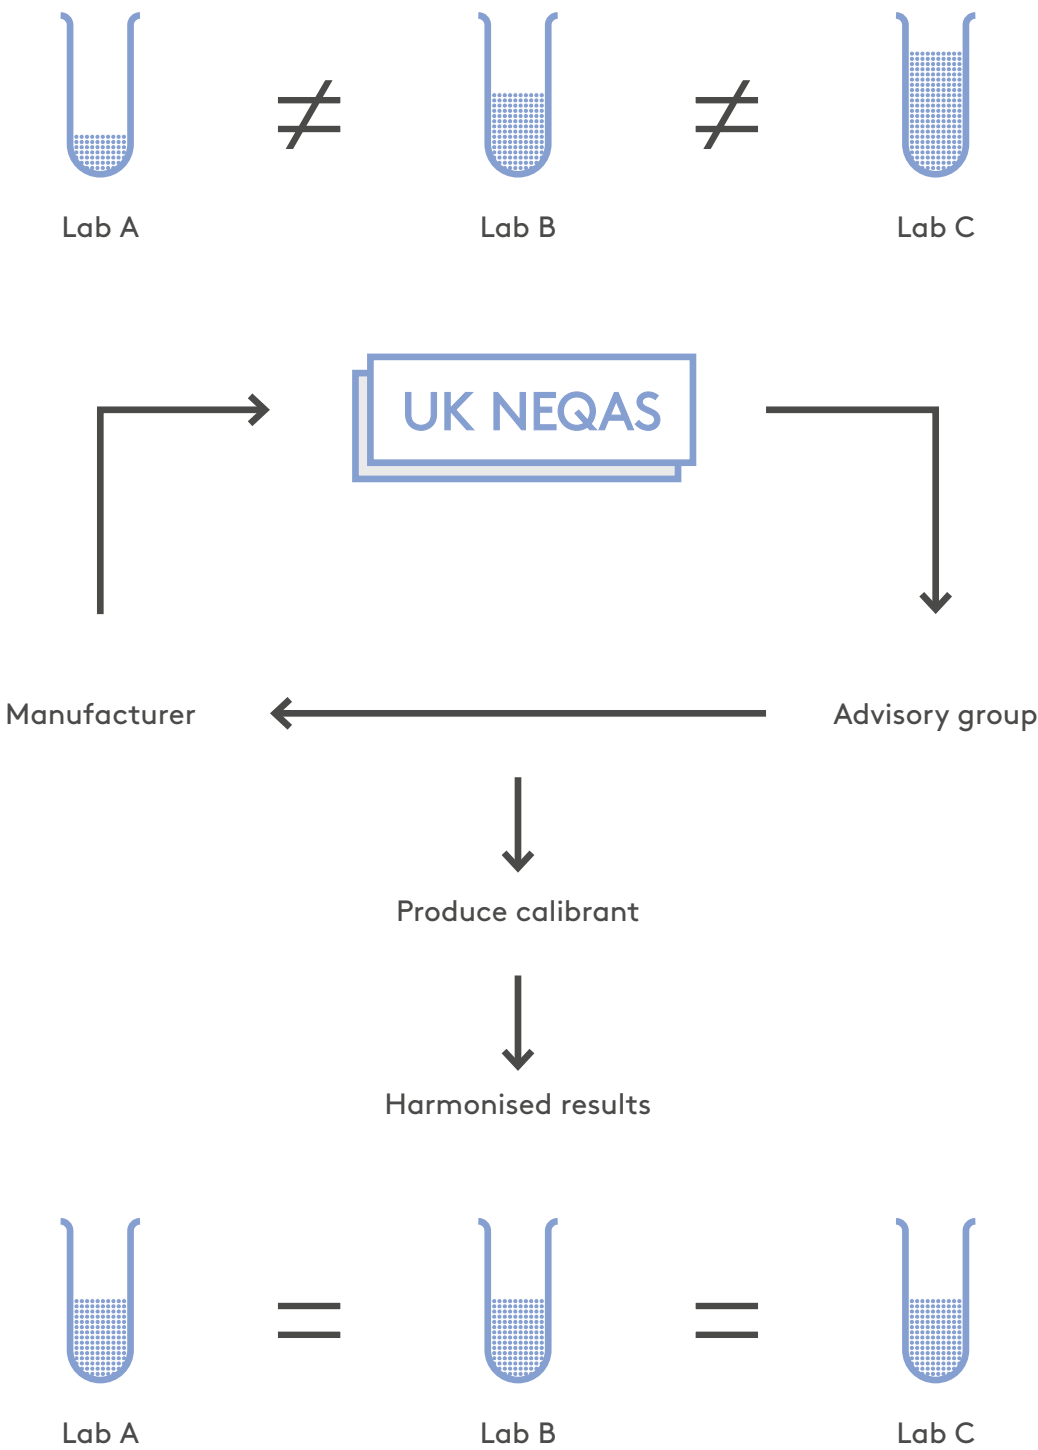 ≠ ≠
Lab A Lab B Lab C
UK NEQAS
Manufacturer Advisory group
Produce calibrant
Harmonised results
= =
Lab A Lab B Lab C